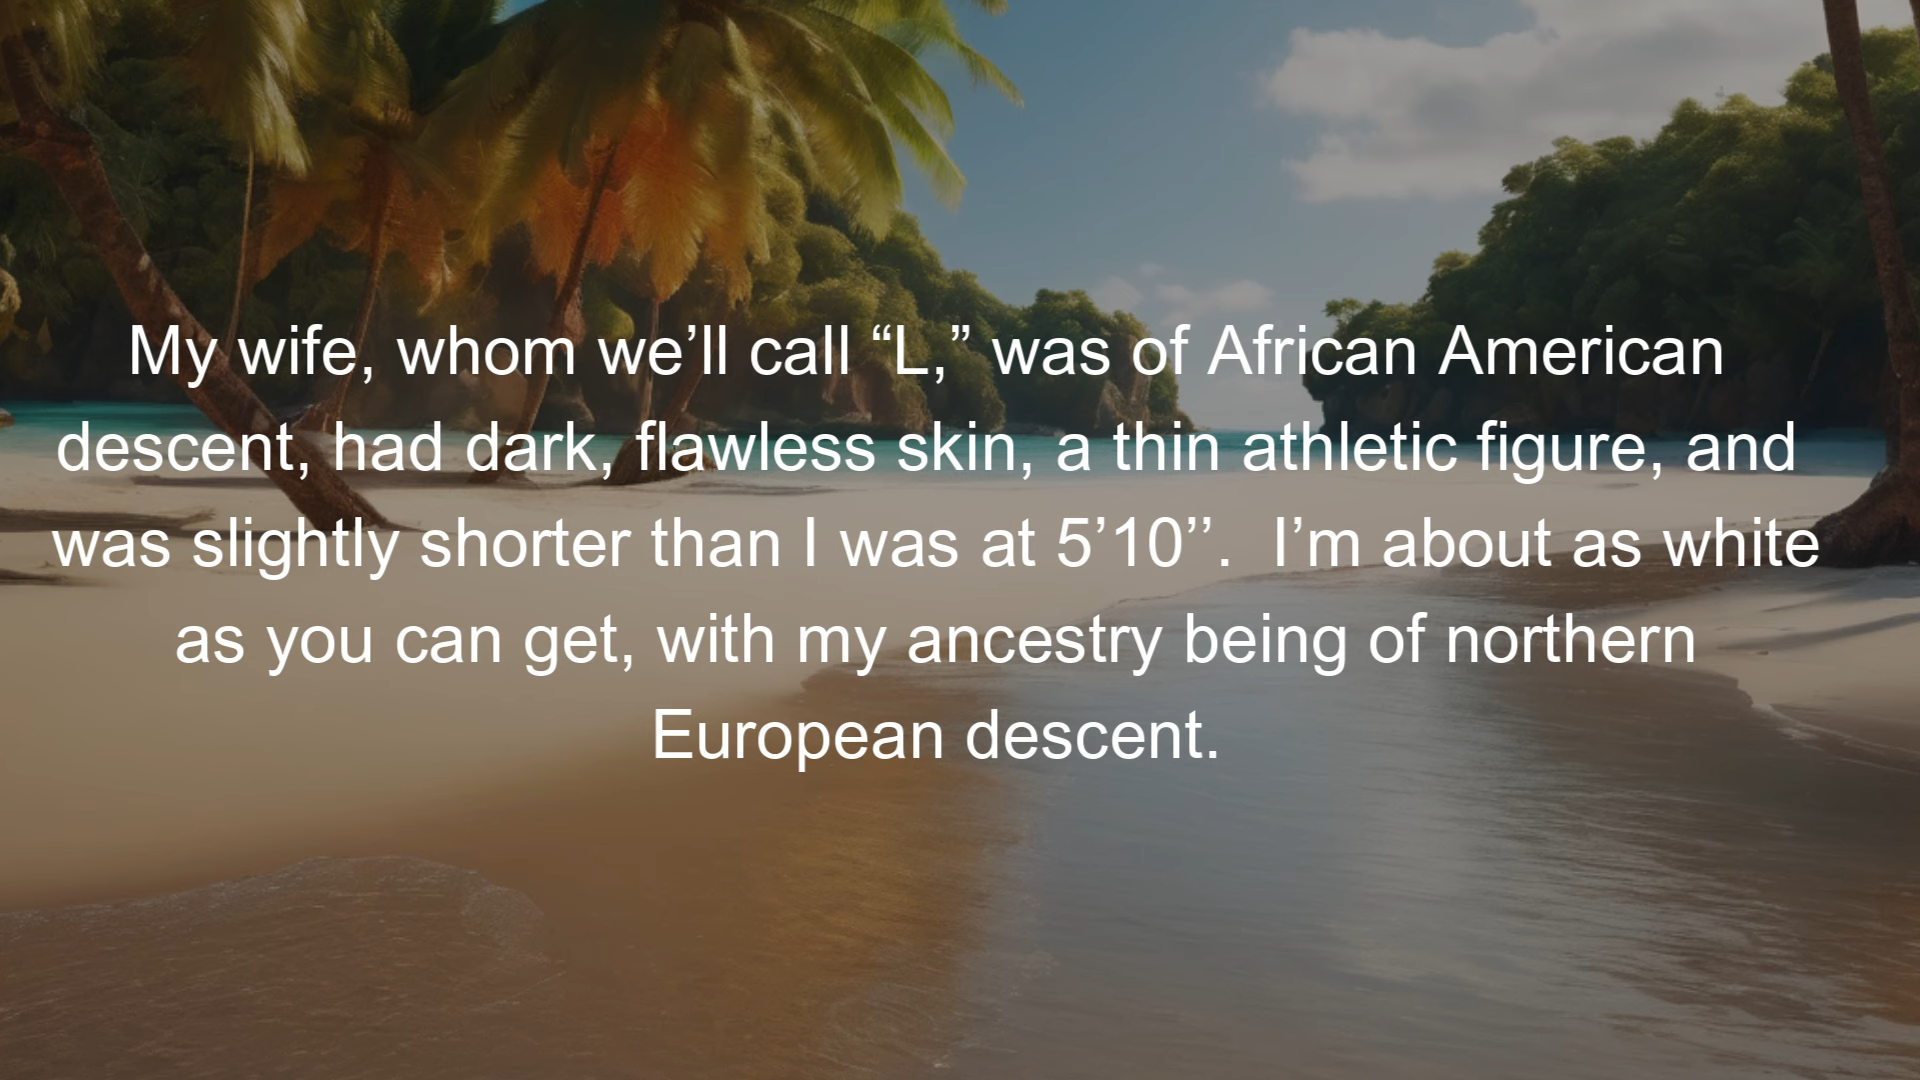 My wife, whom we’ll call “L,” was of African American
descent, had dark, flawless skin, a thin athletic figure, and
was slightly shorter than I was at 5’10’’.  I’m about as white
as you can get, with my ancestry being of northern
European descent.